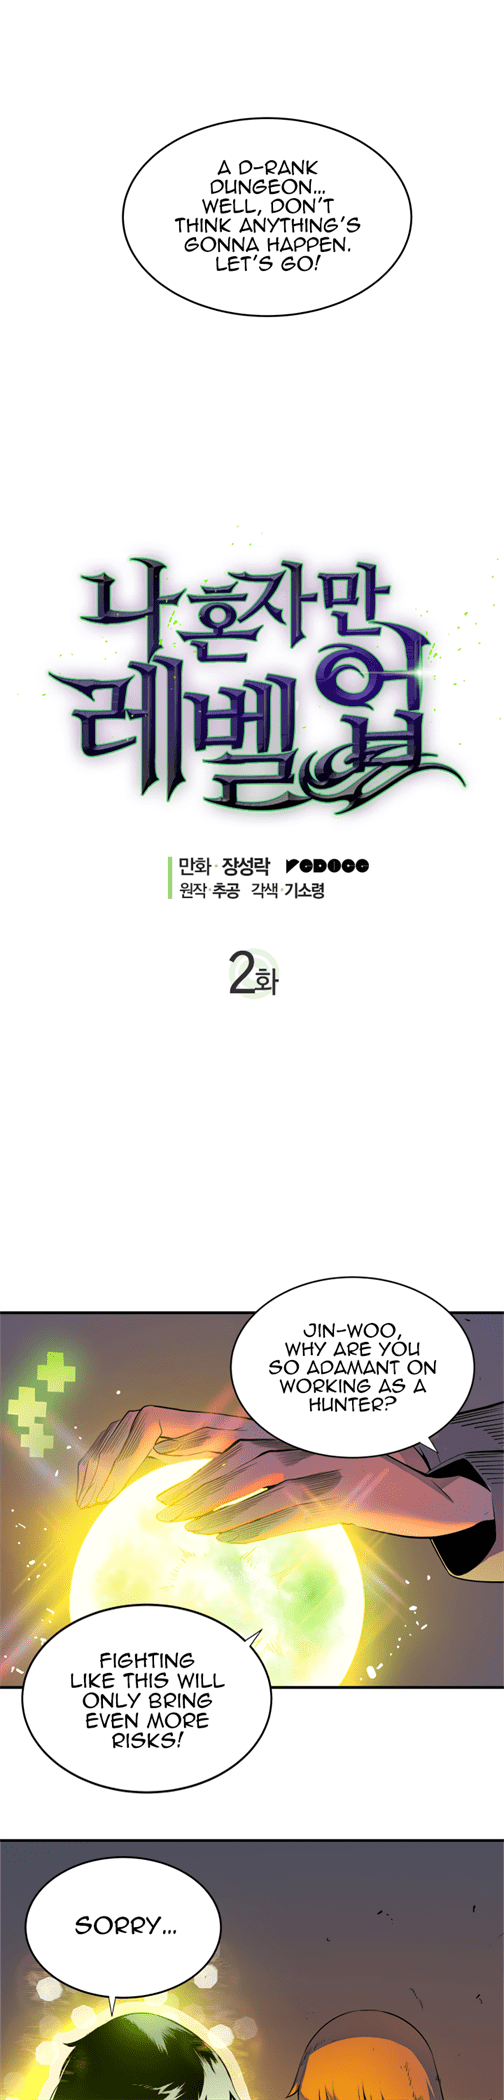 A D-RANK
DUNGEON...
WELL, DON'T
THINK ANYTHING'S
GONNA HAPPEN.
LET'S GO!
나 혼자만
레벨업
만화·장성락 REDICE
원작·추공 각색·기소령
2화
JIN-WOO,
WHY ARE YOU
SO ADAMANT ON
WORKING AS A
HUNTER?
FIGHTING
LIKE THIS WILL
ONLY BRING
EVEN MORE
RISKS!
SORRY...